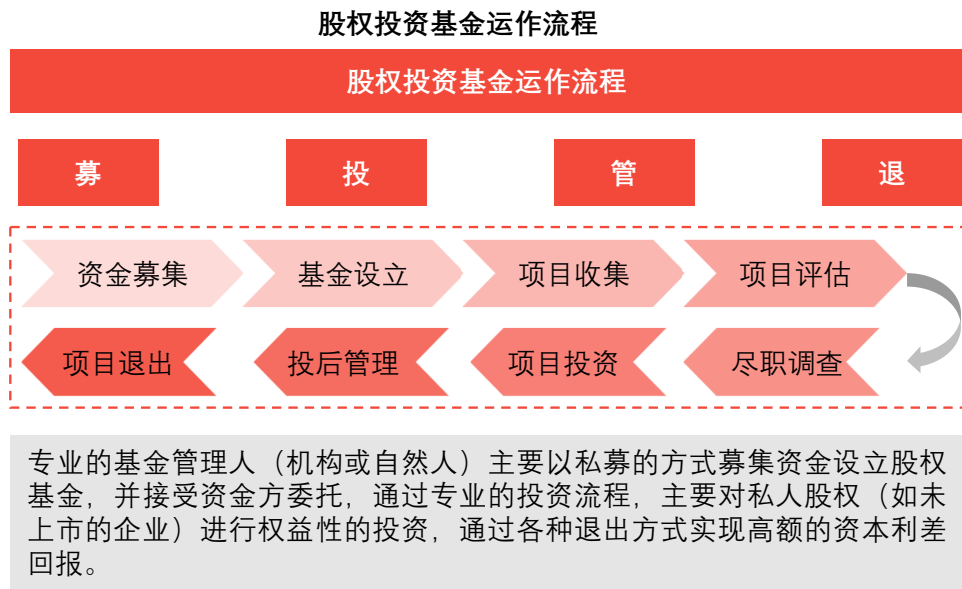 股权投资基金运作流程
股权投资基金运作流程
募
投
管
退
资金募集
基金设立
项目收集
项目评估
尽职调查
项目投资
投后管理
项目退出
专业的基金管理人（机构或自然人）主要以私募的方式募集资金设立股权
基金，并接受资金方委托，通过专业的投资流程，主要对私人股权（如未
上市的企业）进行权益性的投资，通过各种退出方式实现高额的资本利差
回报。